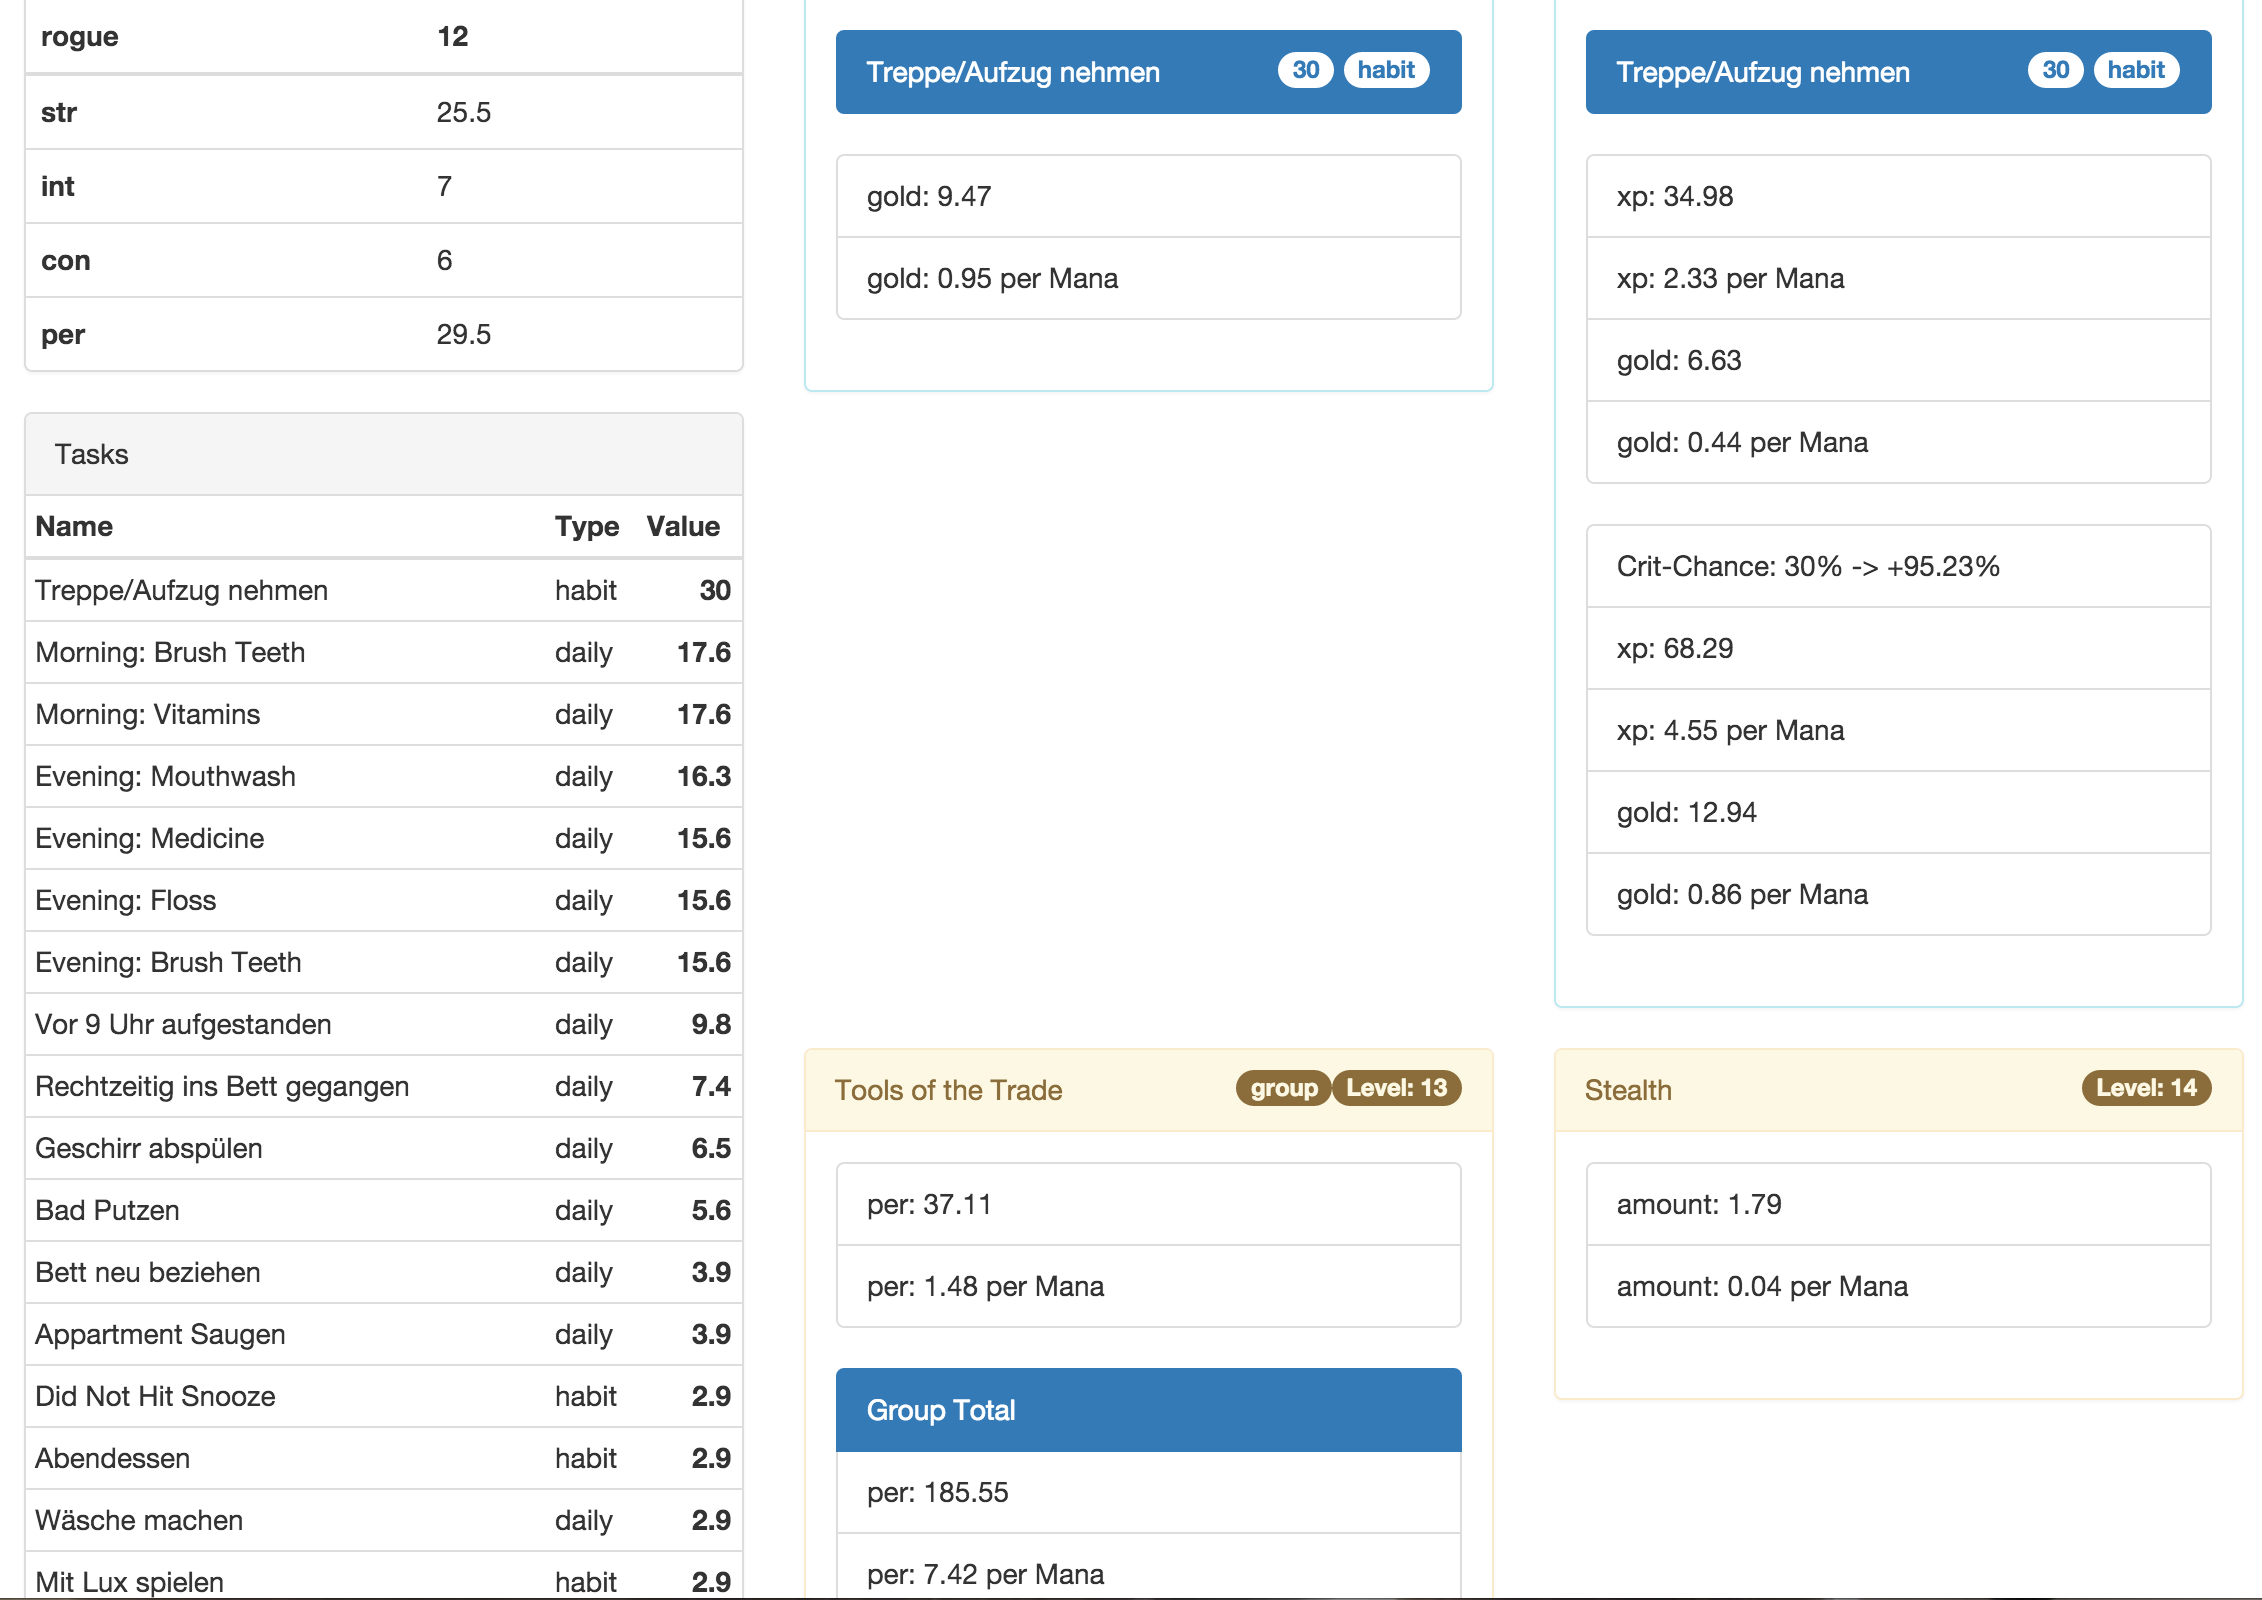 rogue 12
str 25.5
int 7
con 6
per 29.5
Tasks
Name Type Value
Treppe/Aufzug nehmen habit 30
Morning: Brush Teeth daily 17.6
Morning: Vitamins daily 17.6
Evening: Mouthwash daily 16.3
Evening: Medicine daily 15.6
Evening: Floss daily 15.6
Evening: Brush Teeth daily 15.6
Vor 9 Uhr aufgestanden daily 9.8
Rechtzeitig ins Bett gegangen daily 7.4
Geschirr abspülen daily 6.5
Bad Putzen daily 5.6
Bett neu beziehen daily 3.9
Appartment Saugen daily 3.9
Did Not Hit Snooze habit 2.9
Abendessen habit 2.9
Wäsche machen daily 2.9
Mit Lux spielen habit 2.9
Treppe/Aufzug nehmen 30 habit
gold: 9.47
gold: 0.95 per Mana
Tools of the Trade group Level: 13
per: 37.11
per: 1.48 per Mana
Group Total
per: 185.55
per: 7.42 per Mana
Treppe/Aufzug nehmen 30 habit
xp: 34.98
xp: 2.33 per Mana
gold: 6.63
gold: 0.44 per Mana
Crit-Chance: 30% -> +95.23%
xp: 68.29
xp: 4.55 per Mana
gold: 12.94
gold: 0.86 per Mana
Stealth Level: 14
amount: 1.79
amount: 0.04 per Mana